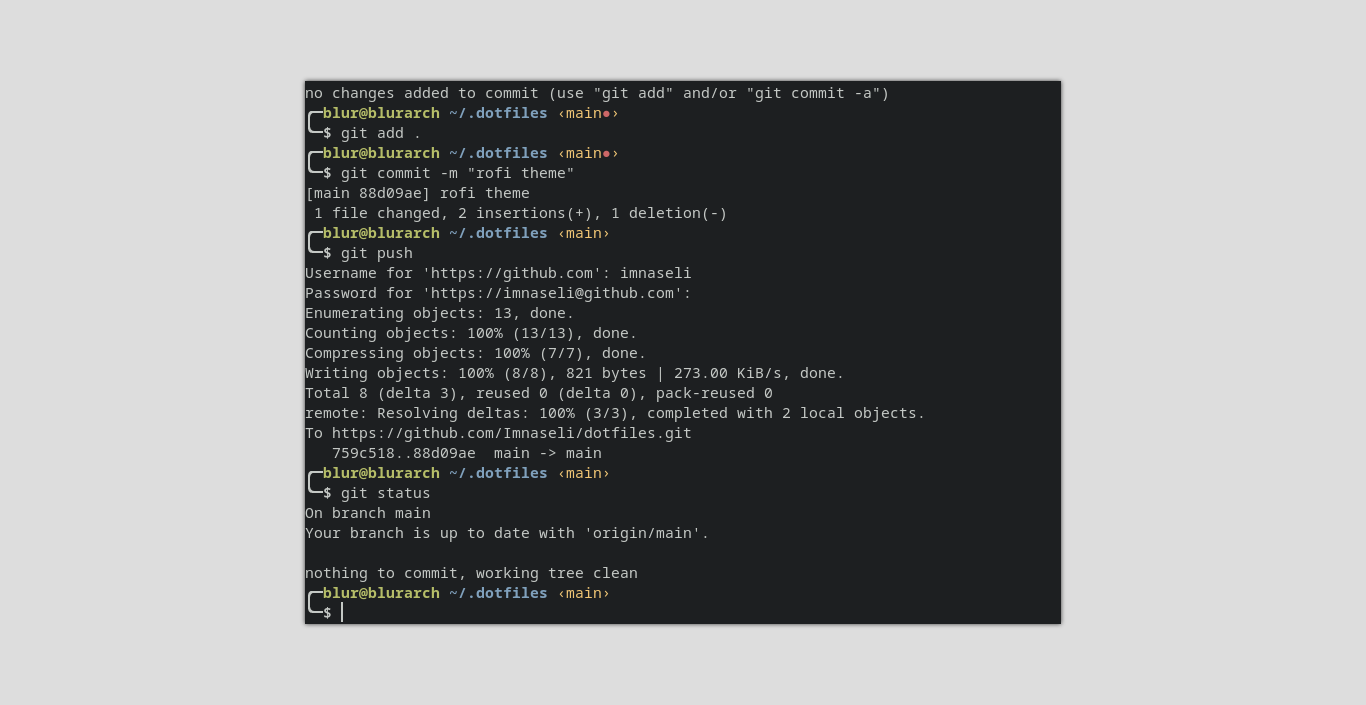 no changes added to commit (use "git add" and/or "git commit -a")
╭─blur@blurarch ~/.dotfiles ‹main●›
╰─$ git add .
╭─blur@blurarch ~/.dotfiles ‹main●›
╰─$ git commit -m "rofi theme"
[main 88d09ae] rofi theme
 1 file changed, 2 insertions(+), 1 deletion(-)
╭─blur@blurarch ~/.dotfiles ‹main›
╰─$ git push
Username for 'https://github.com': imnaseli
Password for 'https://imnaseli@github.com':
Enumerating objects: 13, done.
Counting objects: 100% (13/13), done.
Compressing objects: 100% (7/7), done.
Writing objects: 100% (8/8), 821 bytes | 273.00 KiB/s, done.
Total 8 (delta 3), reused 0 (delta 0), pack-reused 0
remote: Resolving deltas: 100% (3/3), completed with 2 local objects.
To https://github.com/Imnaseli/dotfiles.git
   759c518..88d09ae  main -> main
╭─blur@blurarch ~/.dotfiles ‹main›
╰─$ git status
On branch main
Your branch is up to date with 'origin/main'.

nothing to commit, working tree clean
╭─blur@blurarch ~/.dotfiles ‹main›
╰─$